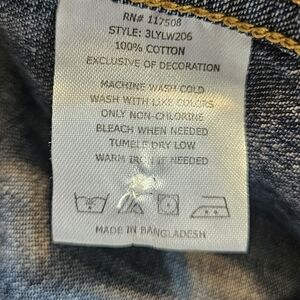 RN# 117508
STYLE: 3LYLW206
100% COTTON
EXCLUSIVE OF DECORATION
MACHINE WASH COLD
WASH WITH LIKE COLORS
ONLY NON-CHLORINE
BLEACH WHEN NEEDED
TUMBLE DRY LOW
WARM IRON IF NEEDED
MADE IN BANGLADESH